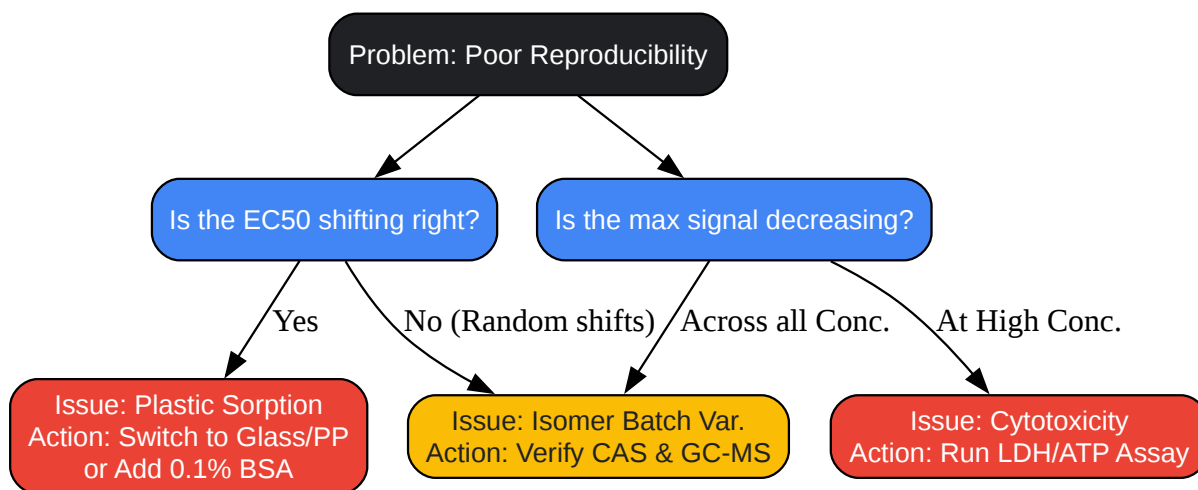 Problem: Poor Reproducibility
Is the EC50 shifting right?
Is the max signal decreasing?
Yes
No (Random shifts)
Across all Conc.
At High Conc.
Issue: Plastic Sorption
Action: Switch to Glass/PP
or Add 0.1% BSA
Issue: Isomer Batch Var.
Action: Verify CAS & GC-MS
Issue: Cytotoxicity
Action: Run LDH/ATP Assay